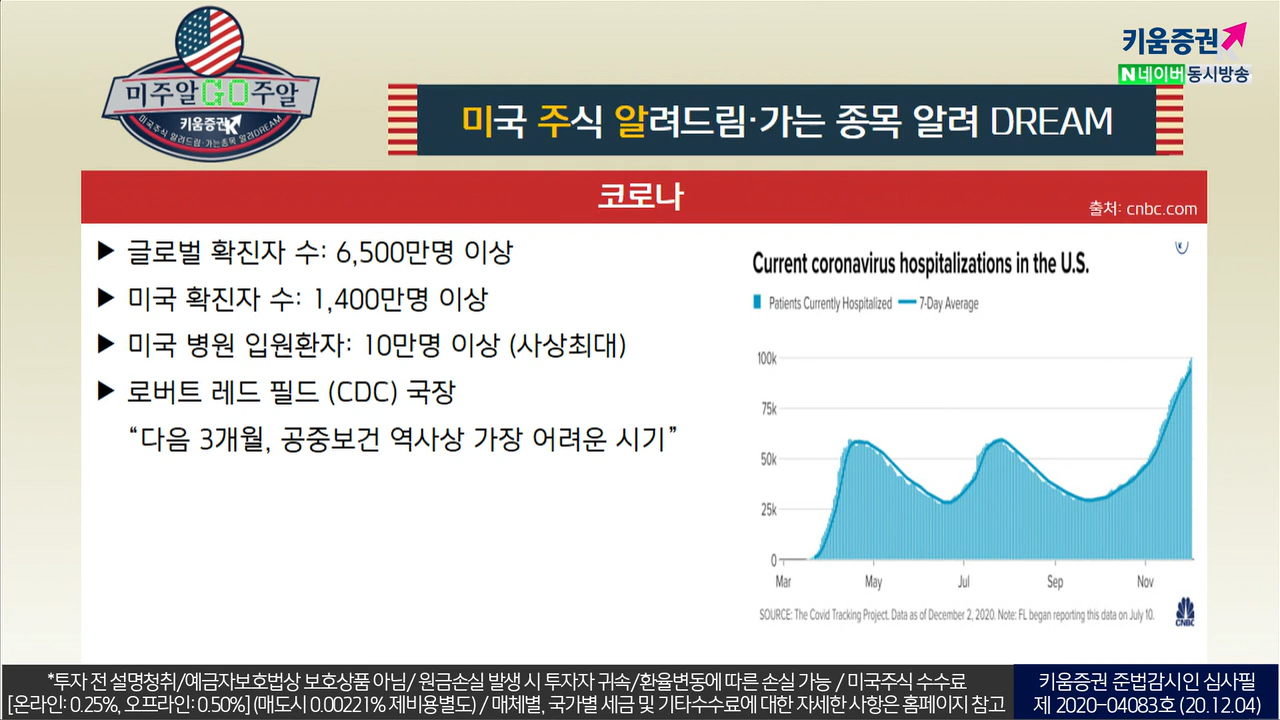 미주알GO주알
키움증권
미국주식 알려드림·가는종목 알려DREAM
키움증권
N 네이버 동시방송
미국 주식 알려드림·가는 종목 알려 DREAM
코로나
출처: cnbc.com
▶ 글로벌 확진자 수: 6,500만명 이상
▶ 미국 확진자 수: 1,400만명 이상
▶ 미국 병원 입원환자: 10만명 이상 (사상최대)
▶ 로버트 레드 필드 (CDC) 국장
“다음 3개월, 공중보건 역사상 가장 어려운 시기”
Current coronavirus hospitalizations in the U.S.
Patients Currently Hospitalized 7-Day Average
100k
75k
50k
25k
0
Mar May Jul Sep Nov
SOURCE: The Covid Tracking Project. Data as of December 2, 2020. Note: FL began reporting this data on July 10.
CNBC
*투자 전 설명청취/예금자보호법상 보호상품 아님/ 원금손실 발생 시 투자자 귀속/환율변동에 따른 손실 가능 / 미국주식 수수료
[온라인: 0.25%, 오프라인: 0.50%] (매도시 0.00221% 제비용별도) / 매체별, 국가별 세금 및 기타수수료에 대한 자세한 사항은 홈페이지 참고
키움증권 준법감시인 심사필
제 2020-04083호 (20.12.04)